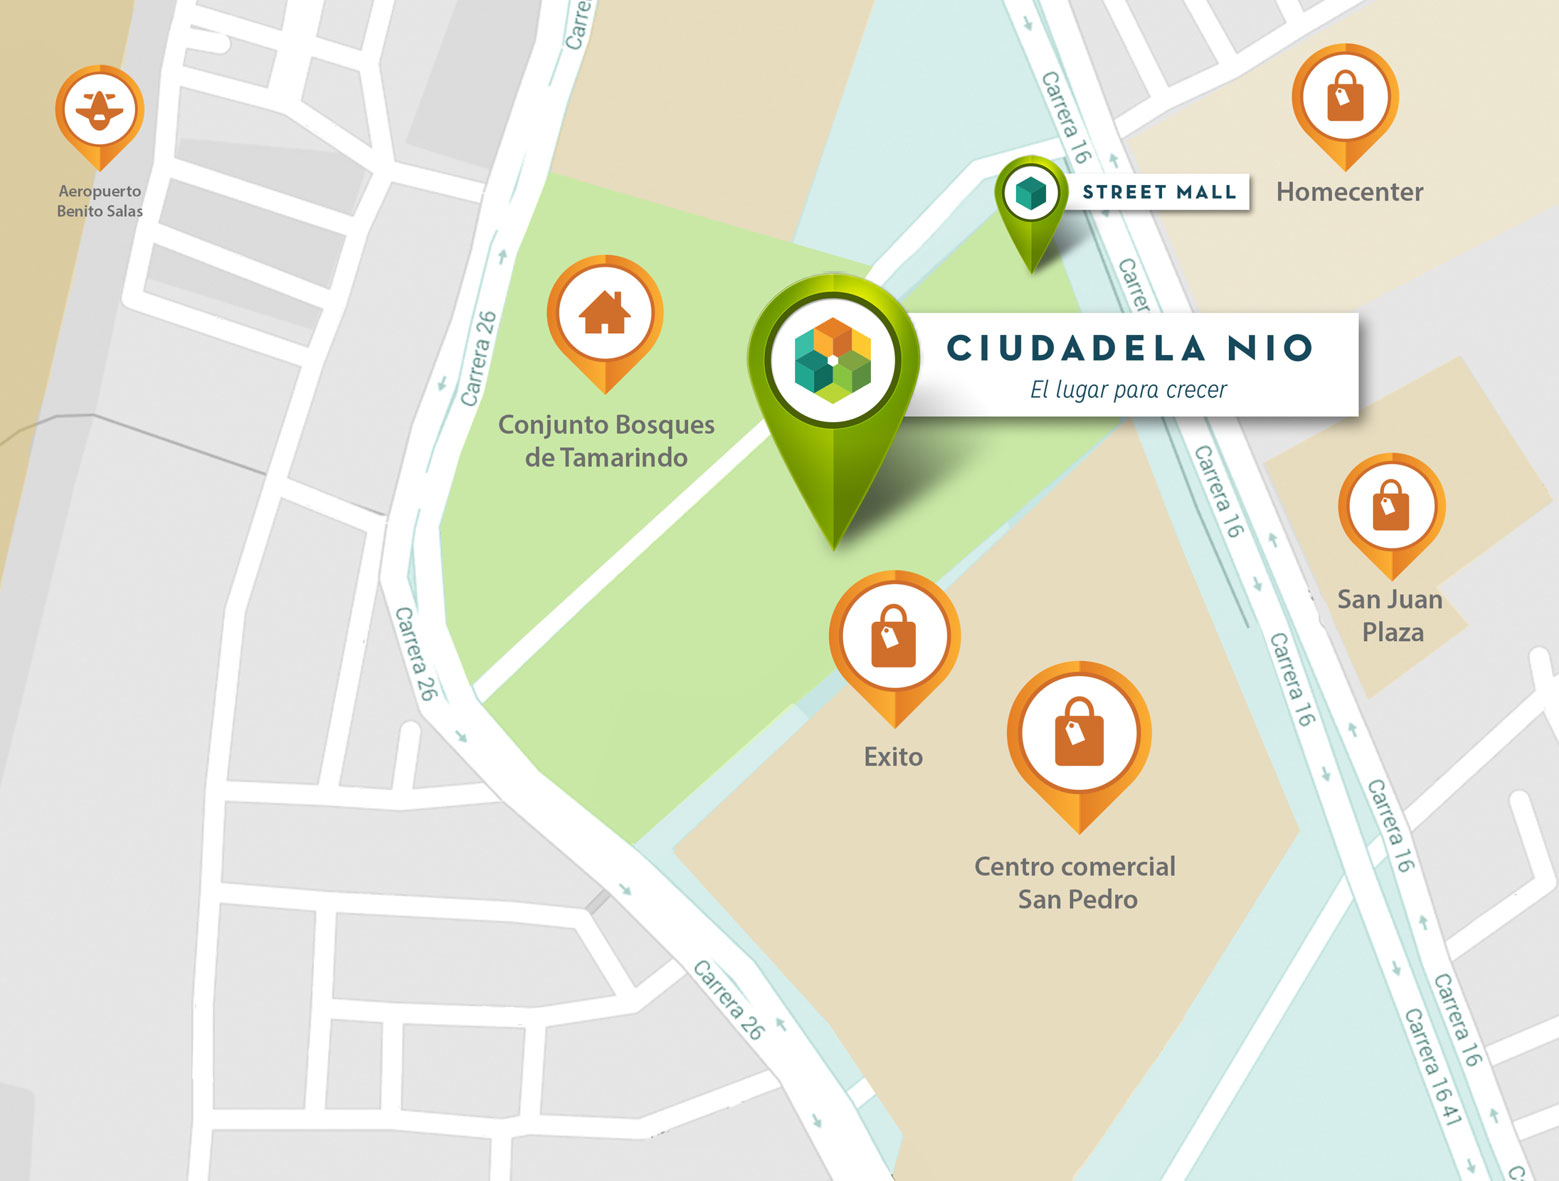 Carre
Carrera 16
Aeropuerto
Benito Salas
STREET MALL
Homecenter
Carrer
Carrera 26
CIUDADELA NIO
El lugar para crecer
Conjunto Bosques
de Tamarindo
Carrera 16
San Juan
Plaza
Carrera 26
Carrera 16
Exito
Carrera 16
Centro comercial
San Pedro
Carrera 26
Carrera 16
Carrera 16 41
C